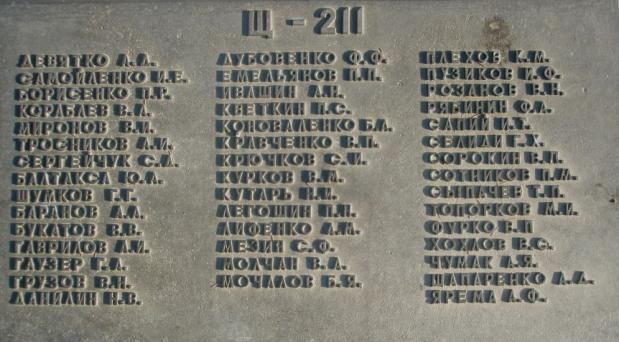 Щ - 211
ДЕВЯТКО А.А.
САМОЙЛЕНКО И.Е.
БОРИСЕНКО П.Р.
КОРАБЛЕВ В.А.
МИРОНОВ В.И.
ТРОСНИКОВ А.И.
СЕРГЕЙЧУК С.А.
БАЛТАКСА Ю.А.
ШУМКОВ Г.Г.
БАРАНОВ А.А.
БУКАТОВ В.В.
ГАВРИЛОВ А.И.
ГЛУЗЕР Г.Л.
ГРУЗОВ В.Н.
ДАНИЛИН Н.В.
ДУБОВЕНКО Ф.Ф.
ЕМЕЛЬЯНОВ П.П.
ИВАШИН А.Н.
КВЕТКИН П.С.
КОНОВАЛЕНКО Б.А.
КРАВЧЕНКО В.П.
КРЮЧКОВ С.И.
КУРКОВ В.М.
КУТАРЬ Н.И.
ЛЕГОШИН П.Н.
ЛИФЕНКО А.М.
МЕЗИН С.Ф.
МОЛЧАН В.А.
МОЧАЛОВ Б.Я.
ПЛЕХОВ К.М.
ПУЗИКОВ И.Ф.
РОЗАНОВ В.Н.
РЯБИНИН Ф.А.
САПИЙ И.Т.
СЕЛИДИ Г.Х.
СОРОКИН В.П.
СОТНИКОВ П.М.
СЫПАЧЕВ Т.П.
ТОПОРКОВ М.И.
ФУРКО В.П
ХОХЛОВ В.С.
ЧУМАК А.Я.
ШАПАРЕНКО А.Д.
ЯРЕМА А.Ф.